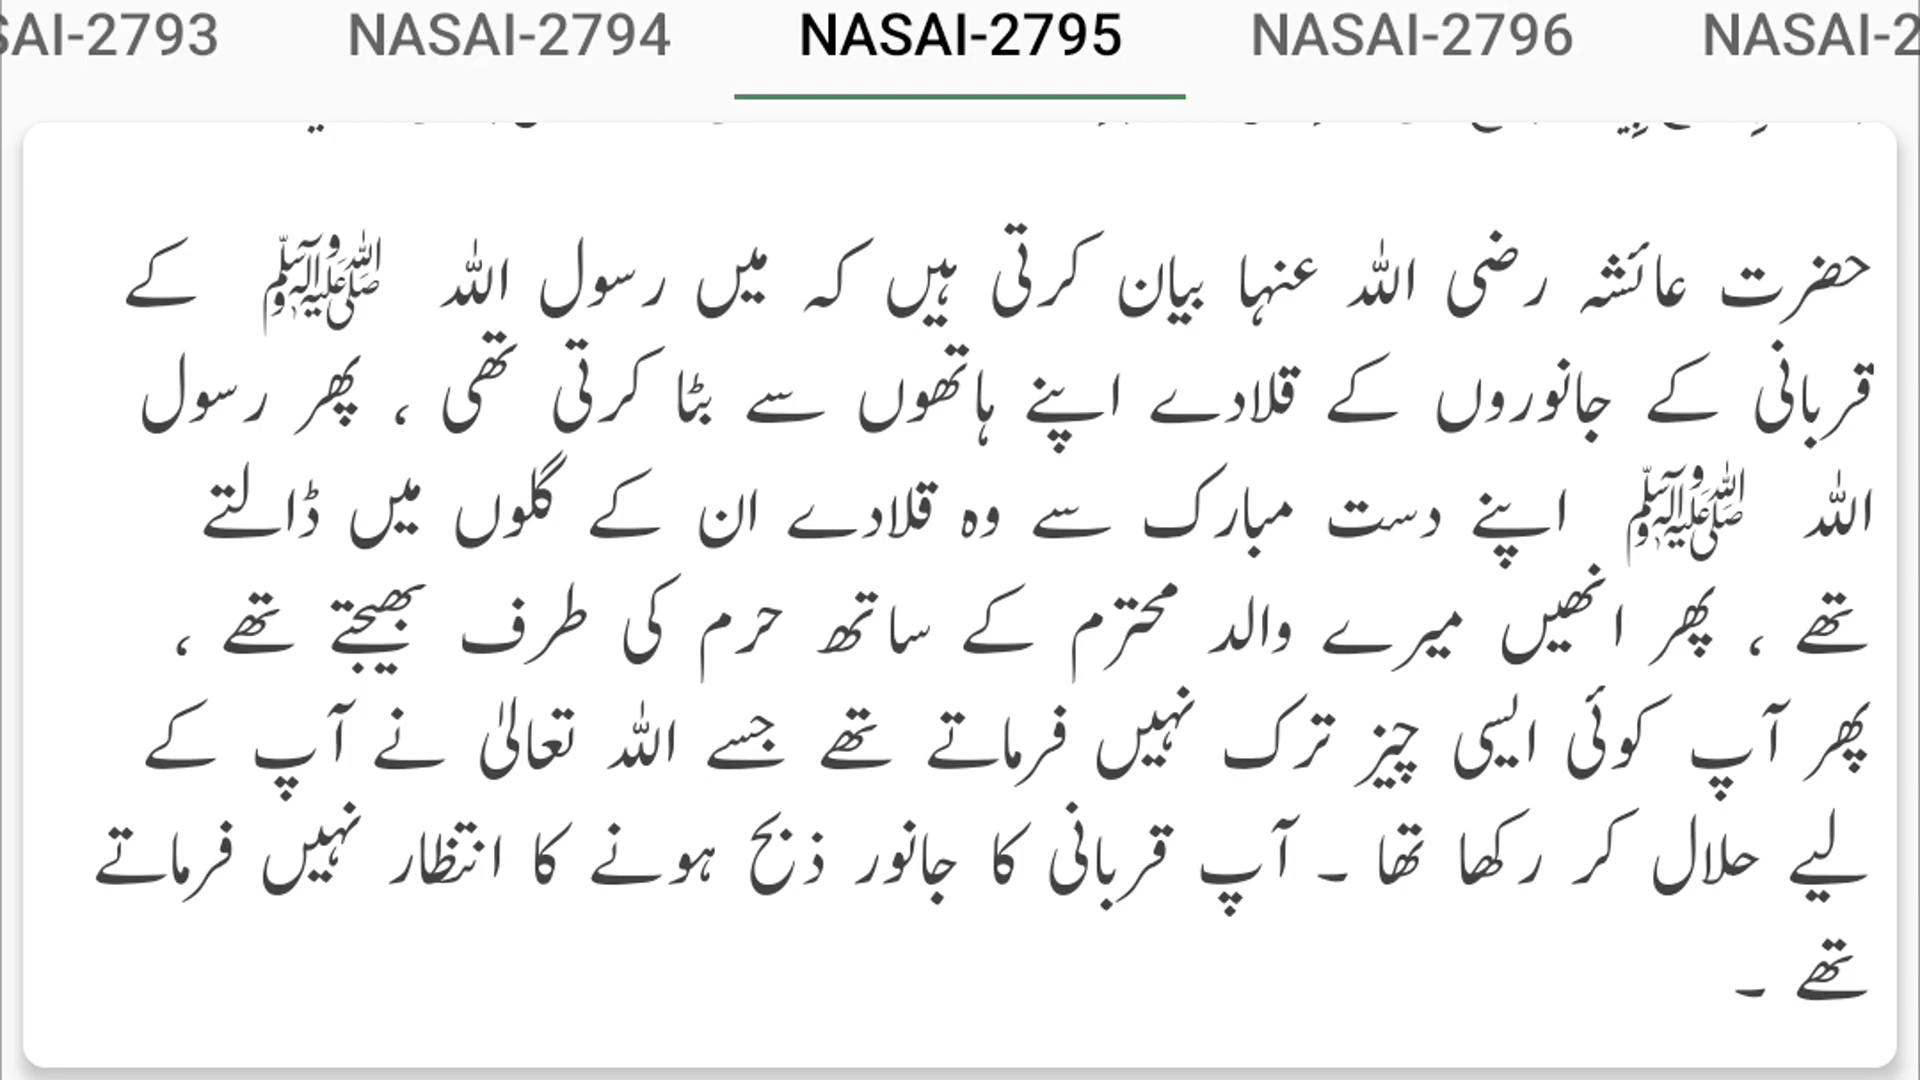 SAI-2793 NASAI-2794 NASAI-2795 NASAI-2796 NASAI-2
حضرت عائشہ رضی اللہ عنہا بیان کرتی ہیں کہ میں رسول اللہ ﷺ کے
قربانی کے جانوروں کے قلادے اپنے ہاتھوں سے بٹا کرتی تھی ، پھر رسول
اللہ ﷺ اپنے دست مبارک سے وہ قلادے ان کے گلوں میں ڈالتے
تھے ، پھر انھیں میرے والد محترم کے ساتھ حرم کی طرف بھیجتے تھے ،
پھر آپ کوئی ایسی چیز ترک نہیں فرماتے تھے جسے اللہ تعالیٰ نے آپ کے
لیے حلال کر رکھا تھا ۔ آپ قربانی کا جانور ذبح ہونے کا انتظار نہیں فرماتے
تھے ۔